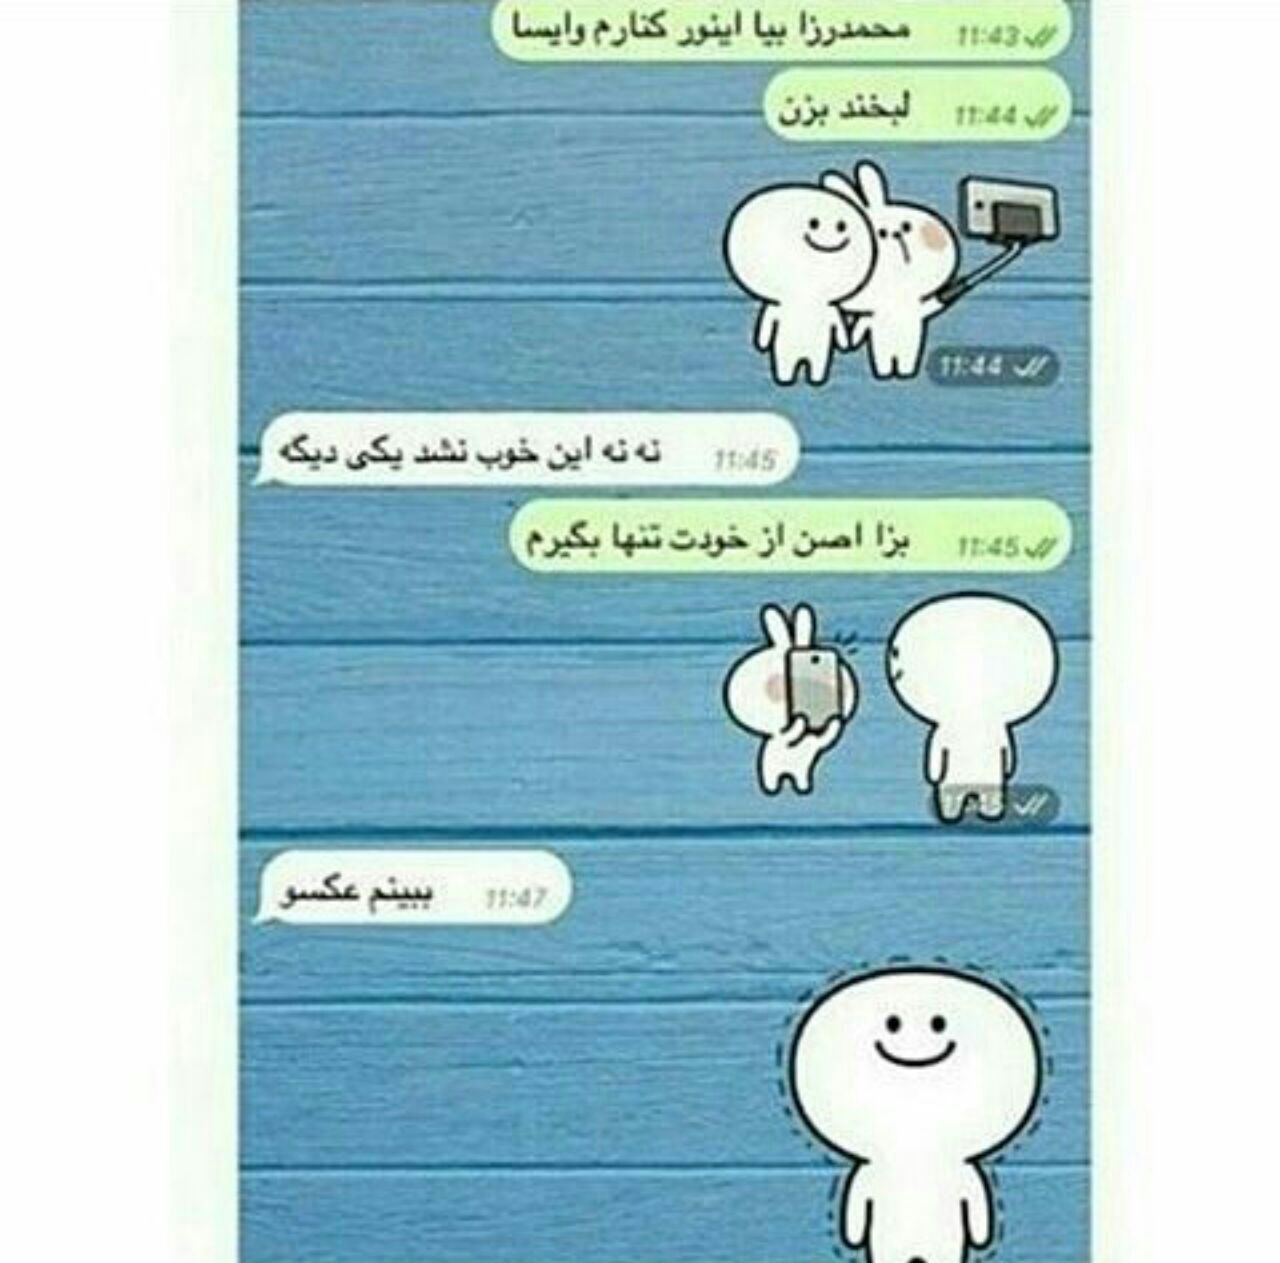 محمدرزا بیا اینور کنارم وایسا 11:43
لبخند بزن 11:44
11:44
نه نه این خوب نشد یکی دیگه 11:45
بزا اصن از خودت تنها بگیرم 11:45
ببینم عکسو 11:47